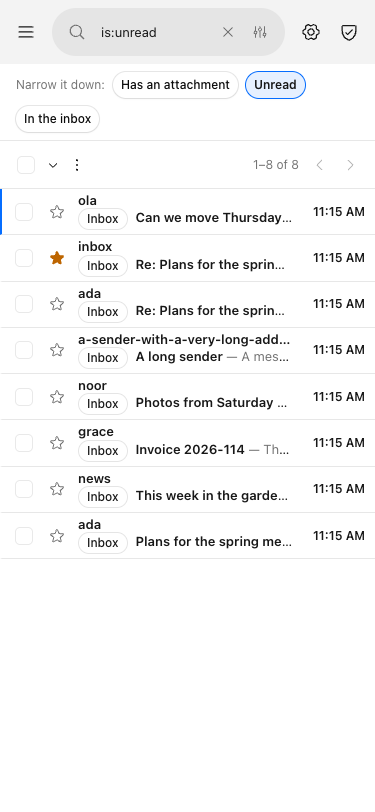 is:unread
Narrow it down: Has an attachment Unread
In the inbox
1–8 of 8
ola
Inbox Can we move Thursday... 11:15 AM
inbox
Inbox Re: Plans for the sprin... 11:15 AM
ada
Inbox Re: Plans for the sprin... 11:15 AM
a-sender-with-a-very-long-add...
Inbox A long sender — A mes... 11:15 AM
noor
Inbox Photos from Saturday ... 11:15 AM
grace
Inbox Invoice 2026-114 — Th... 11:15 AM
news
Inbox This week in the garde... 11:15 AM
ada
Inbox Plans for the spring me... 11:15 AM